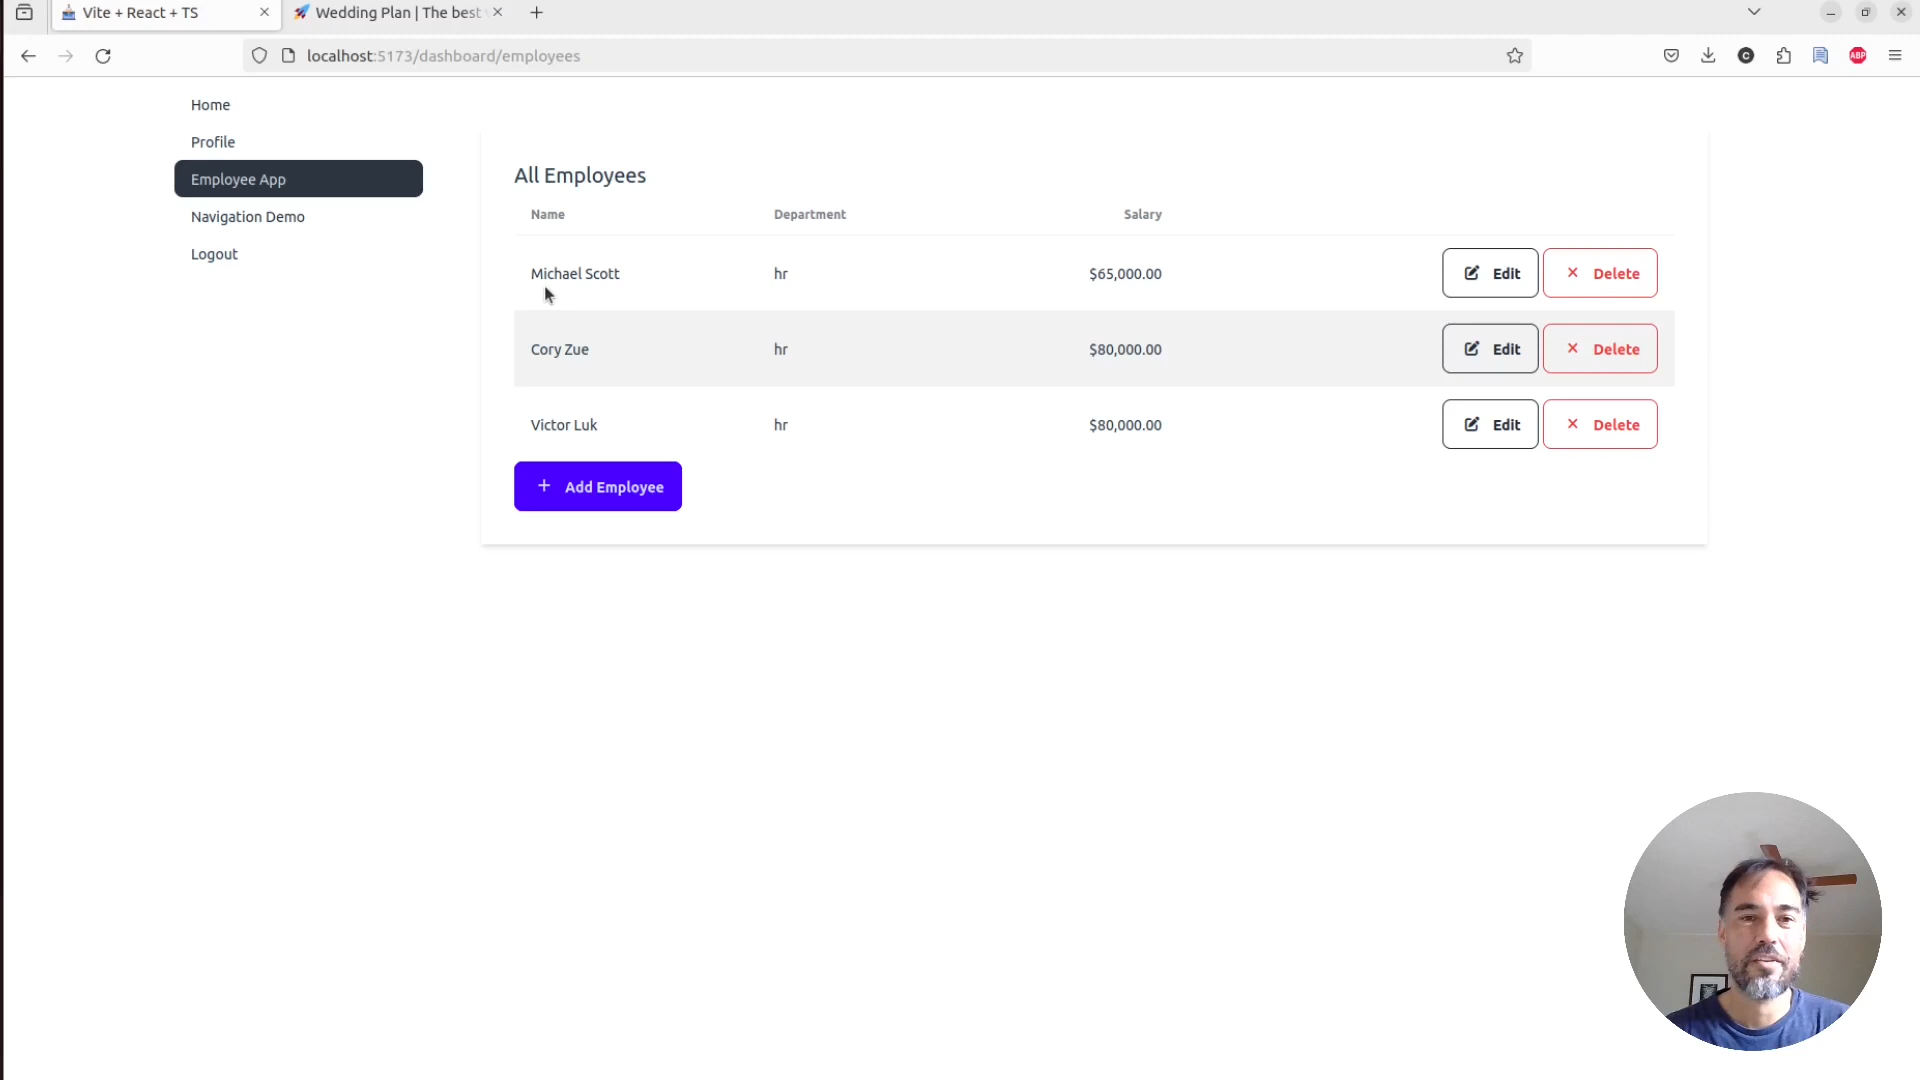 Vite + React + TS
Wedding Plan | The best
localhost:5173/dashboard/employees
ABP
Home
Profile
Employee App
Navigation Demo
Logout
All Employees
Name Department Salary
Michael Scott hr $65,000.00 Edit Delete
Cory Zue hr $80,000.00 Edit Delete
Victor Luk hr $80,000.00 Edit Delete
+ Add Employee